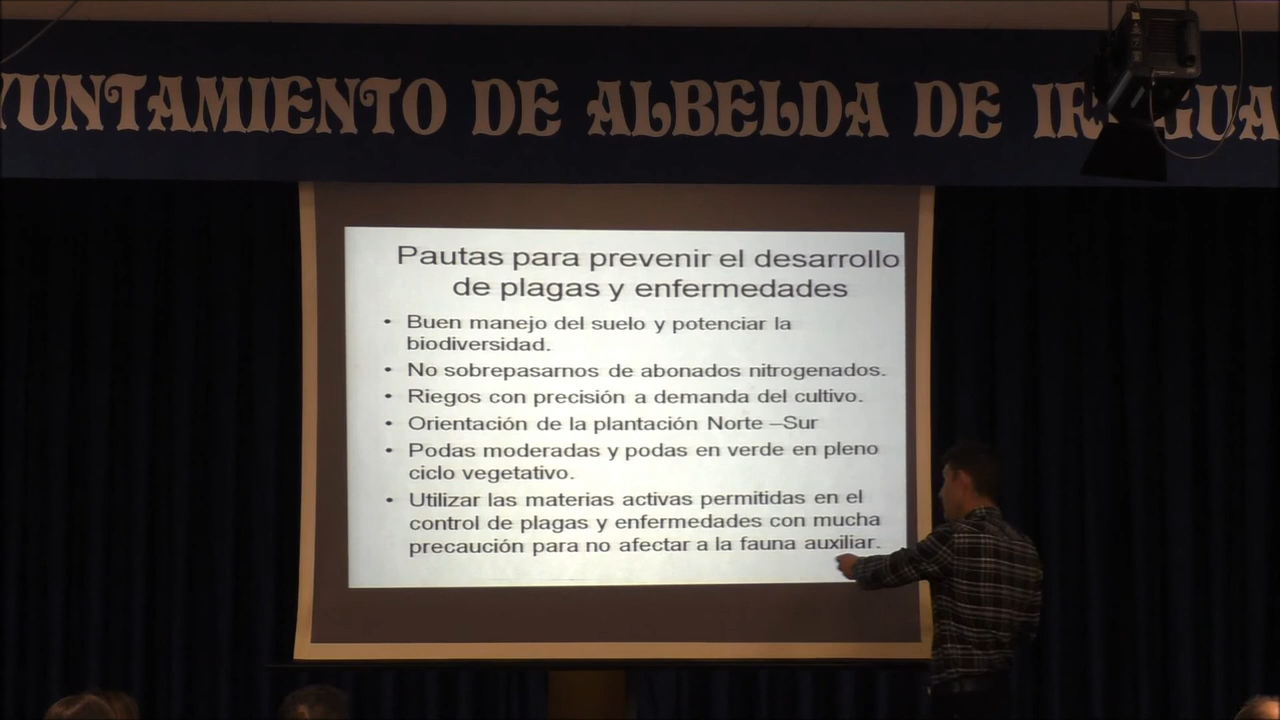 YUNTAMIENTO DE ALBELDA DE IREGUA
Pautas para prevenir el desarrollo
de plagas y enfermedades
• Buen manejo del suelo y potenciar la
biodiversidad.
• No sobrepasarnos de abonados nitrogenados.
• Riegos con precisión a demanda del cultivo.
• Orientación de la plantación Norte –Sur
• Podas moderadas y podas en verde en pleno
ciclo vegetativo.
• Utilizar las materias activas permitidas en el
control de plagas y enfermedades con mucha
precaución para no afectar a la fauna auxiliar.